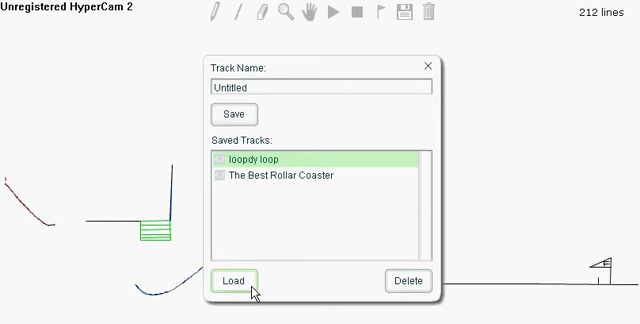 Unregistered HyperCam 2
212 lines
Track Name:
Untitled
Save
Saved Tracks:
loopdy loop
The Best Rollar Coaster
Load
Delete